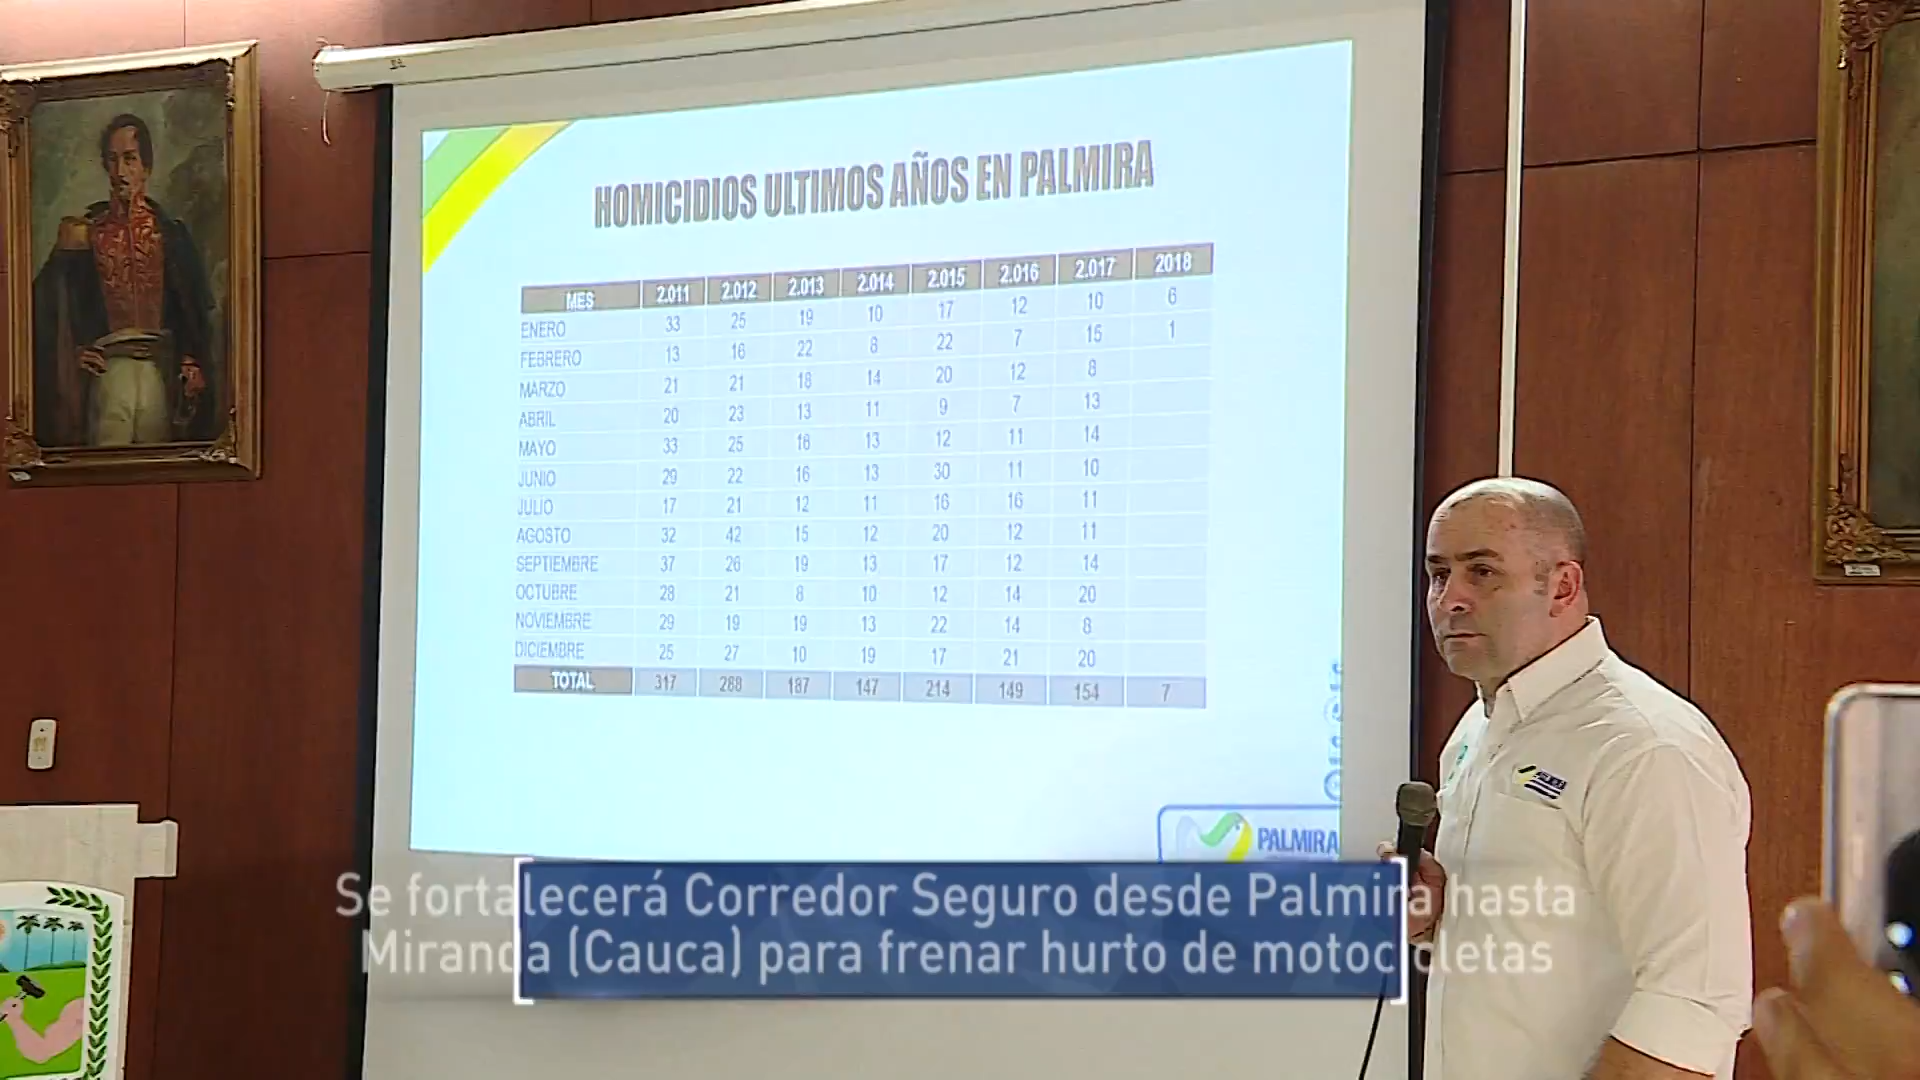 HOMICIDIOS ULTIMOS AÑOS EN PALMIRA
MES 2.011 2.012 2.013 2.014 2.015 2.016 2.017 2018
ENERO 33 25 19 10 17 12 10 6
FEBRERO 13 16 22 8 22 7 15 1
MARZO 21 21 18 14 20 12 8
ABRIL 20 23 13 11 9 7 13
MAYO 33 25 16 13 12 11 14
JUNIO 29 22 16 13 30 11 10
JULIO 17 21 12 11 16 16 11
AGOSTO 32 42 15 12 20 12 11
SEPTIEMBRE 37 26 19 13 17 12 14
OCTUBRE 28 21 8 10 12 14 20
NOVIEMBRE 29 19 19 13 22 14 8
DICIEMBRE 25 27 10 19 17 21 20
TOTAL 317 288 187 147 214 149 154 7
PALMIRA
Se fortalecerá Corredor Seguro desde Palmira hasta
Miranda (Cauca) para frenar hurto de motocicletas